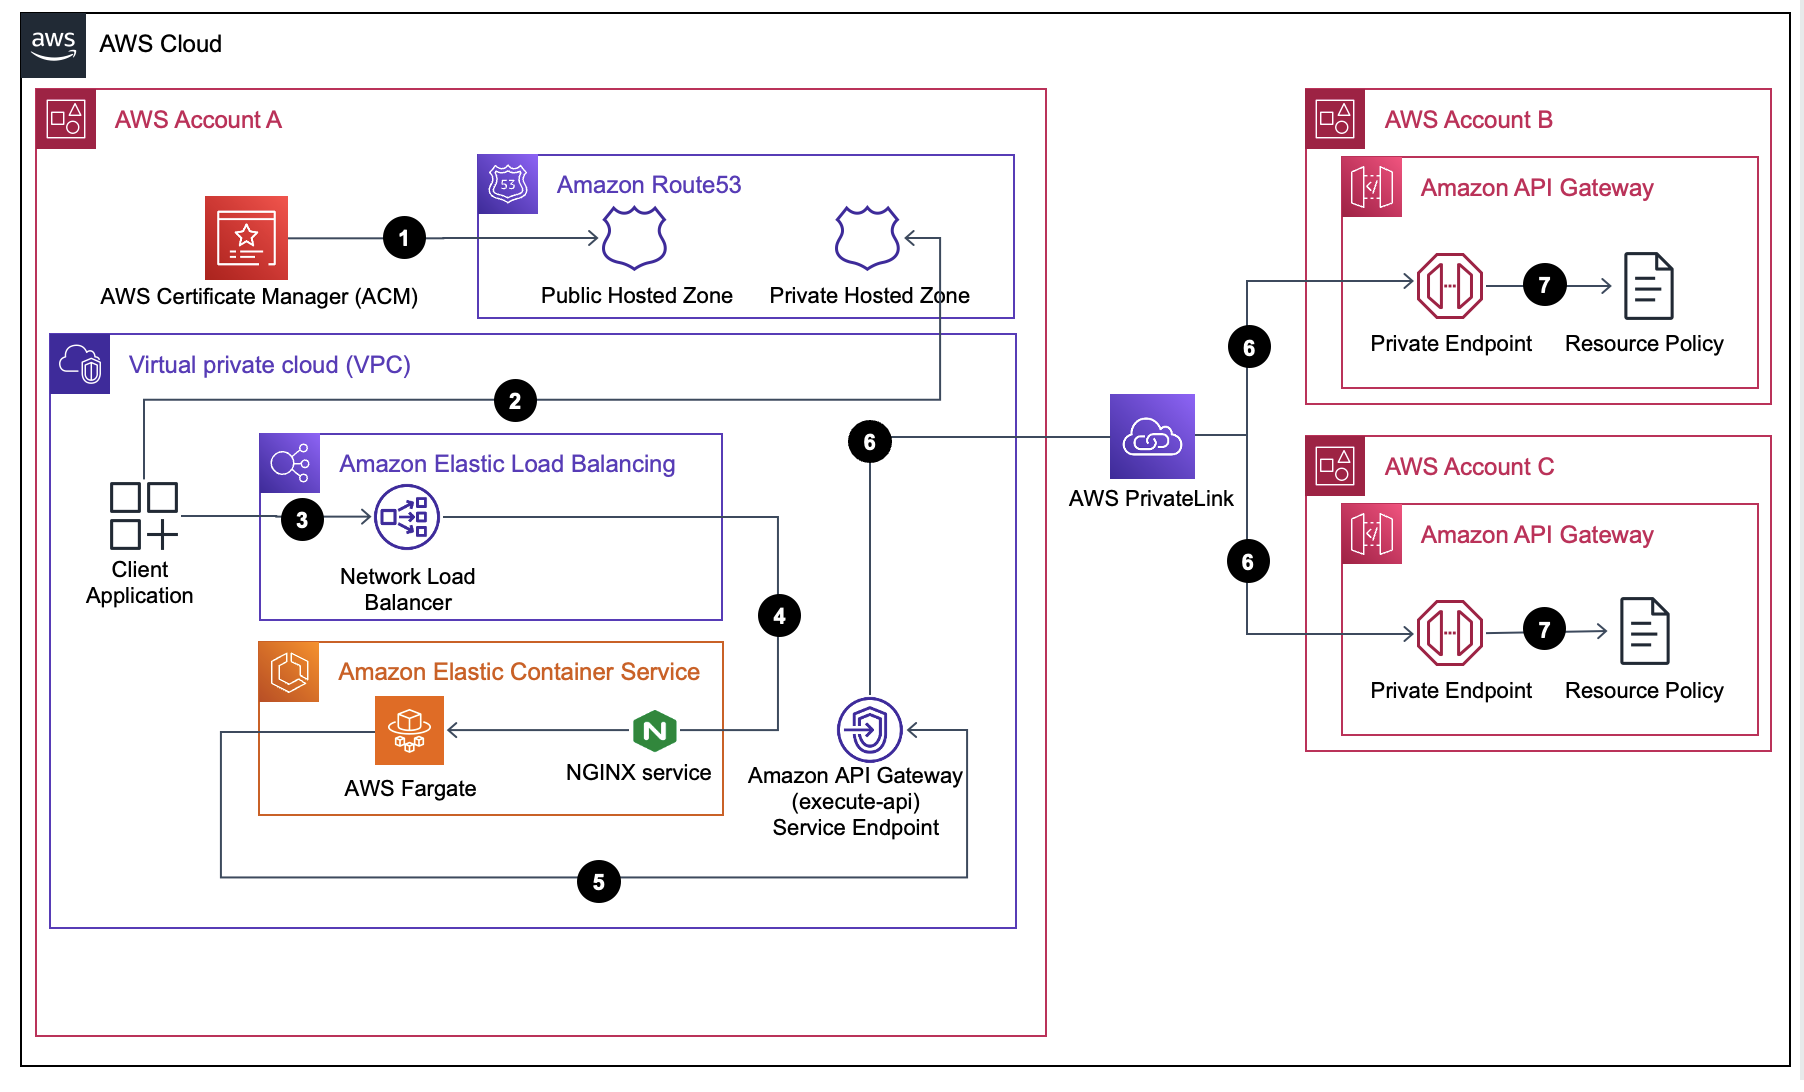 aws
AWS Cloud
AWS Account A
53
Amazon Route53
1
AWS Certificate Manager (ACM)
Public Hosted Zone
Private Hosted Zone
Virtual private cloud (VPC)
2
Amazon Elastic Load Balancing
3
Client
Application
Network Load
Balancer
4
Amazon Elastic Container Service
N
AWS Fargate
NGINX service
5
6
Amazon API Gateway
(execute-api)
Service Endpoint
AWS PrivateLink
6
6
AWS Account B
Amazon API Gateway
7
Private Endpoint
Resource Policy
AWS Account C
Amazon API Gateway
7
Private Endpoint
Resource Policy